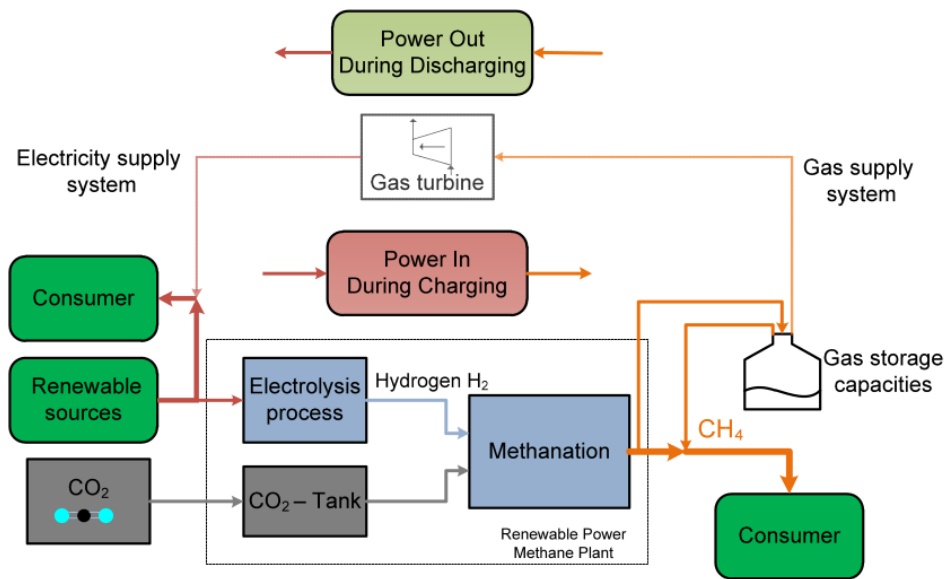 Power Out
During Discharging
Electricity supply
system
Gas turbine
Gas supply
system
Power In
During Charging
Consumer
Renewable
sources
Electrolysis
process
Hydrogen H₂
Gas storage
capacities
Methanation
CH₄
CO₂
CO₂ – Tank
Renewable Power
Methane Plant
Consumer